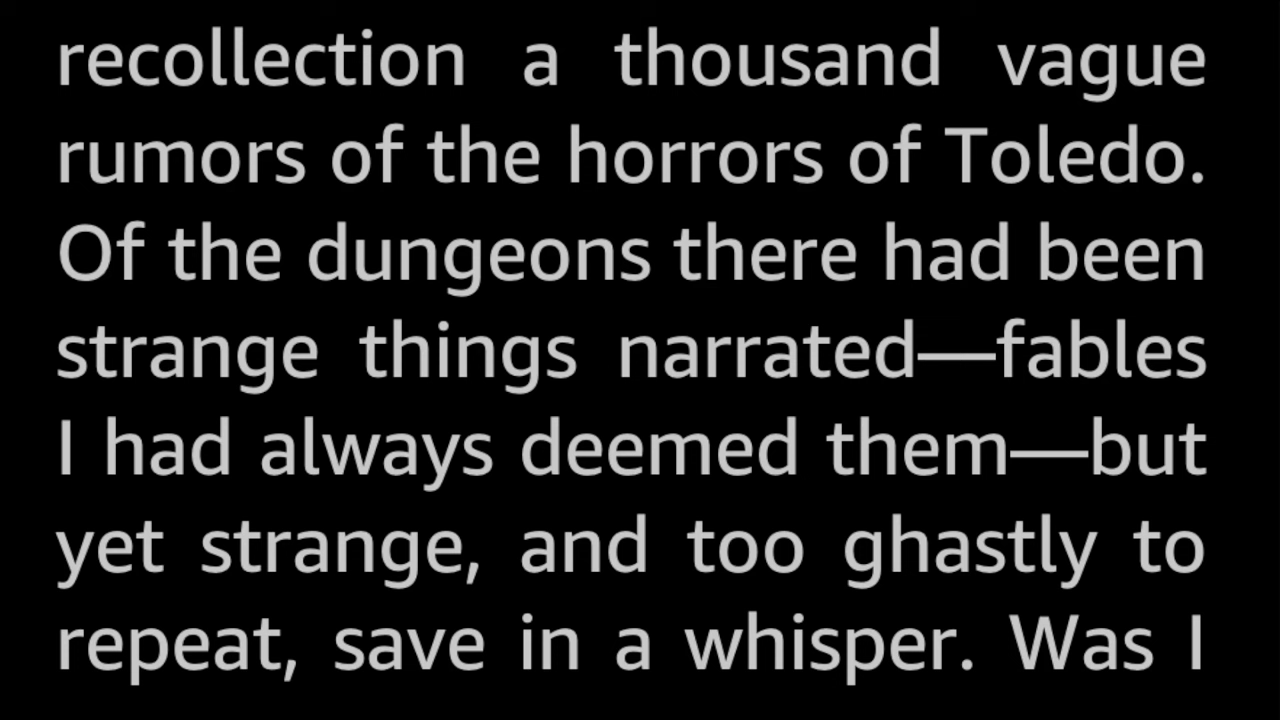 recollection a thousand vague
rumors of the horrors of Toledo.
Of the dungeons there had been
strange things narrated—fables
I had always deemed them—but
yet strange, and too ghastly to
repeat, save in a whisper. Was I